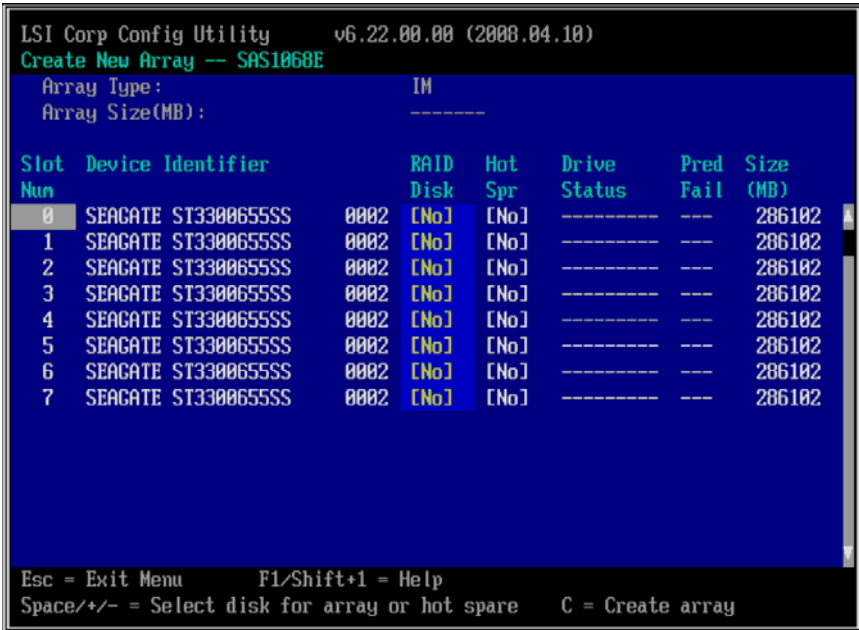 LSI Corp Config Utility v6.22.00.00 (2008.04.10)
Create New Array -- SAS1068E
Array Type: IM
Array Size(MB): -------
Slot Device Identifier RAID Hot Drive Pred Size
Num Disk Spr Status Fail (MB)
0 SEAGATE ST3300655SS 0002 [No] [No] --------- --- 286102
1 SEAGATE ST3300655SS 0002 [No] [No] --------- --- 286102
2 SEAGATE ST3300655SS 0002 [No] [No] --------- --- 286102
3 SEAGATE ST3300655SS 0002 [No] [No] --------- --- 286102
4 SEAGATE ST3300655SS 0002 [No] [No] --------- --- 286102
5 SEAGATE ST3300655SS 0002 [No] [No] --------- --- 286102
6 SEAGATE ST3300655SS 0002 [No] [No] --------- --- 286102
7 SEAGATE ST3300655SS 0002 [No] [No] --------- --- 286102
Esc = Exit Menu F1/Shift+1 = Help
Space/+/- = Select disk for array or hot spare C = Create array